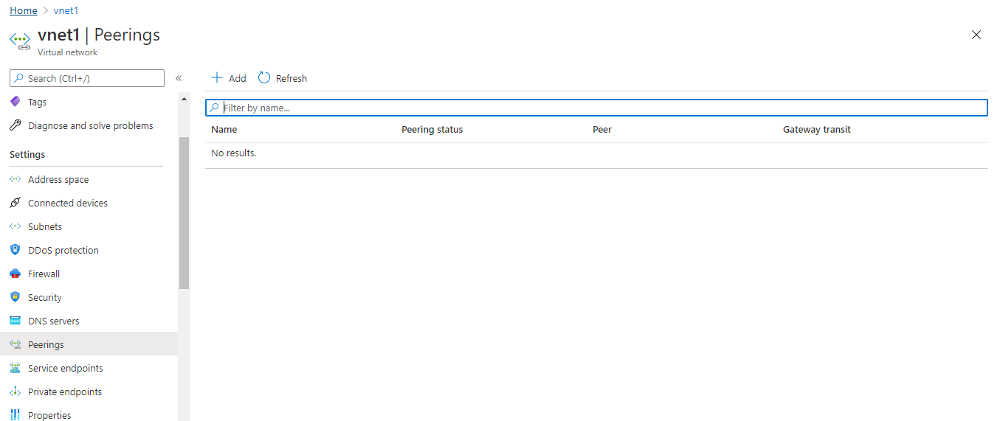 Home > vnet1
vnet1 | Peerings
Virtual network
Search (Ctrl+/)
«
Tags
Diagnose and solve problems
Settings
Address space
Connected devices
Subnets
DDoS protection
Firewall
Security
DNS servers
Peerings
Service endpoints
Private endpoints
Properties
Add Refresh
Filter by name...
Name Peering status Peer Gateway transit
No results.